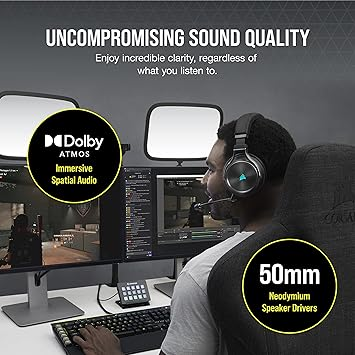 UNCOMPROMISING SOUND QUALITY
Enjoy incredible clarity, regardless of
what you listen to.
Dolby
ATMOS
Immersive
Spatial Audio
50mm
Neodymium
Speaker Drivers